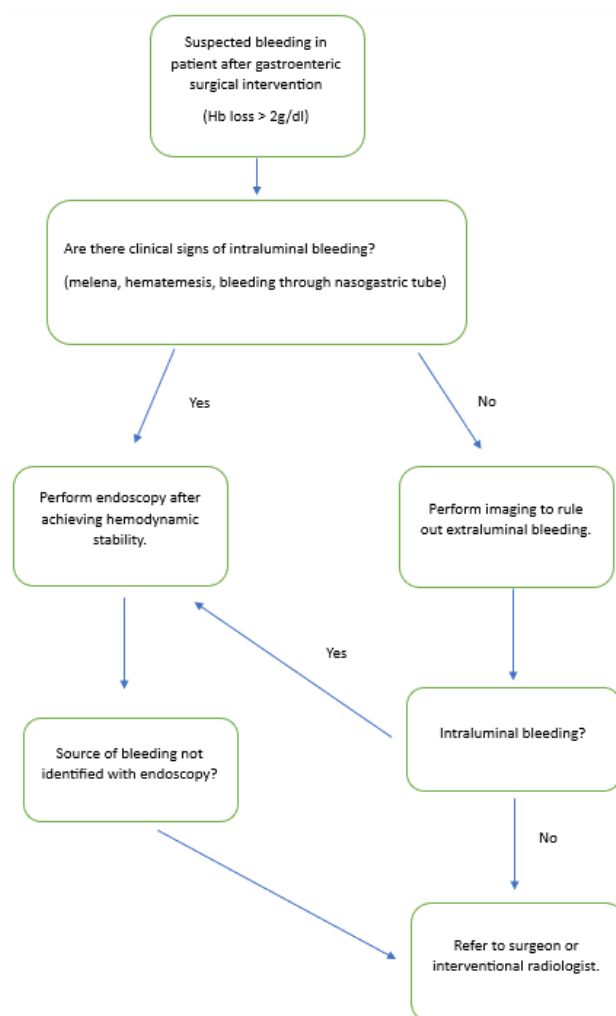 Suspected bleeding in
patient after gastroenteric
surgical intervention
(Hb loss > 2g/dl)
Are there clinical signs of intraluminal bleeding?
(melena, hematemesis, bleeding through nasogastric tube)
Yes
No
Perform endoscopy after
achieving hemodynamic
stability.
Perform imaging to rule
out extraluminal bleeding.
Yes
Source of bleeding not
identified with endoscopy?
Intraluminal bleeding?
No
Refer to surgeon or
interventional radiologist.